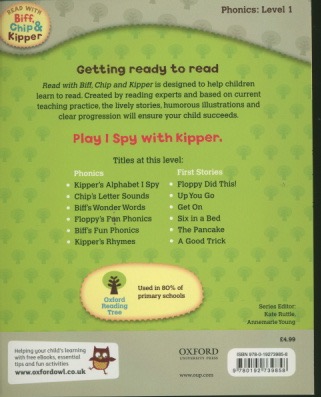 Phonics: Level 1
READ WITH
Biff,
Chip &
Kipper
Getting ready to read
Read with Biff, Chip and Kipper is designed to help children
learn to read. Created by reading experts and based on current
teaching practice, the lively stories, humorous illustrations and
clear progression will ensure your child succeeds.
Play I Spy with Kipper.
Titles at this level:
Phonics
• Kipper's Alphabet I Spy
• Chip's Letter Sounds
• Biff's Wonder Words
• Floppy's Fun Phonics
• Biff's Fun Phonics
• Kipper's Rhymes
First Stories
• Floppy Did This!
• Up You Go
• Get On
• Six in a Bed
• The Pancake
• A Good Trick
Oxford
Reading
Tree
Used in 80% of
primary schools
Series Editors:
Kate Ruttle,
Annemarie Young
£4.99
Helping your child's learning
with free eBooks, essential
tips and fun activities
www.oxfordowl.co.uk
OXFORD
UNIVERSITY PRESS
www.oup.com